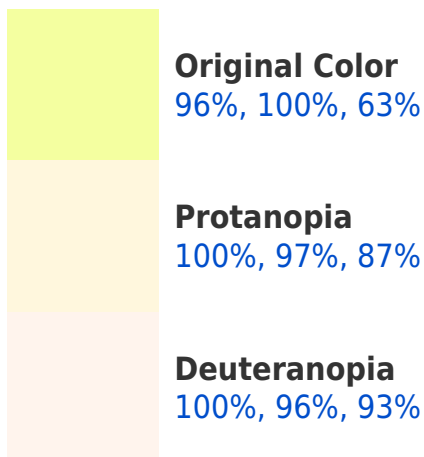 Original Color
96%, 100%, 63%
Protanopia
100%, 97%, 87%
Deuteranopia
100%, 96%, 93%